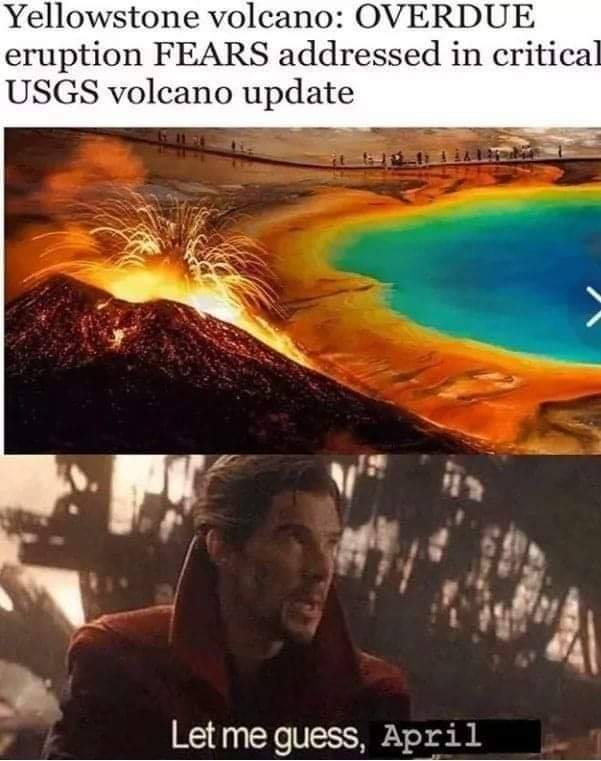 Yellowstone volcano: OVERDUE
eruption FEARS addressed in critical
USGS volcano update
Let me guess, April